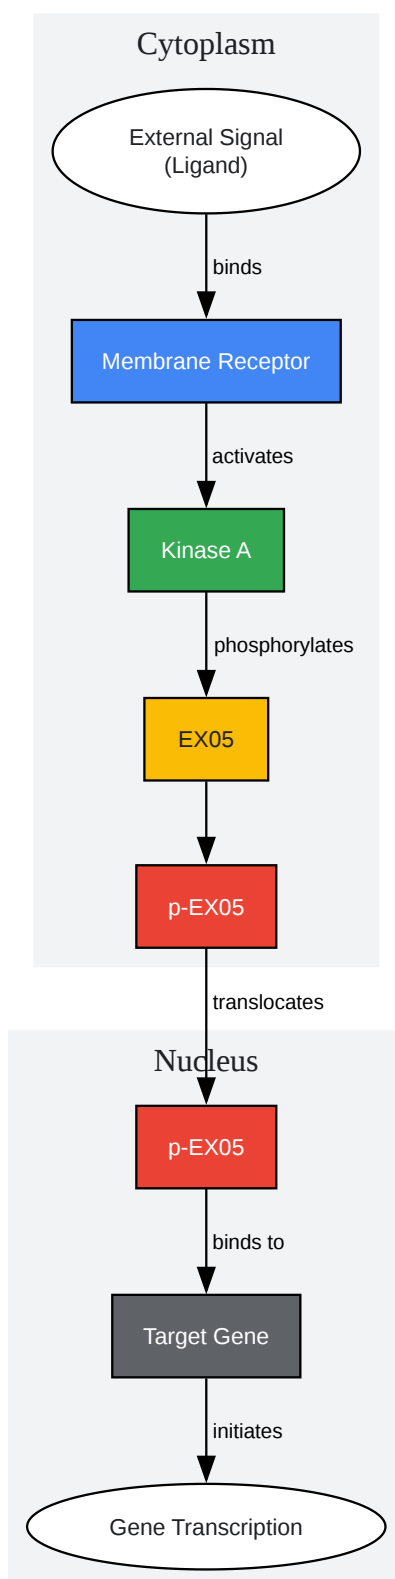 Cytoplasm
External Signal
(Ligand)
binds
Membrane Receptor
activates
Kinase A
phosphorylates
EX05
p-EX05
translocates
Nucleus
p-EX05
binds to
Target Gene
initiates
Gene Transcription